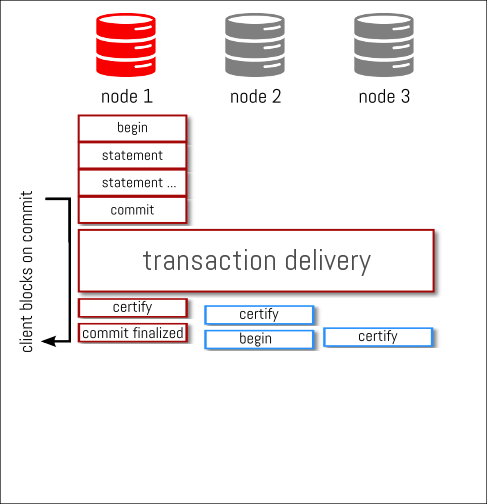 node 1
node 2
node 3
begin
statement
statement ...
commit
client blocks on commit
transaction delivery
certify
certify
commit finalized
begin
certify